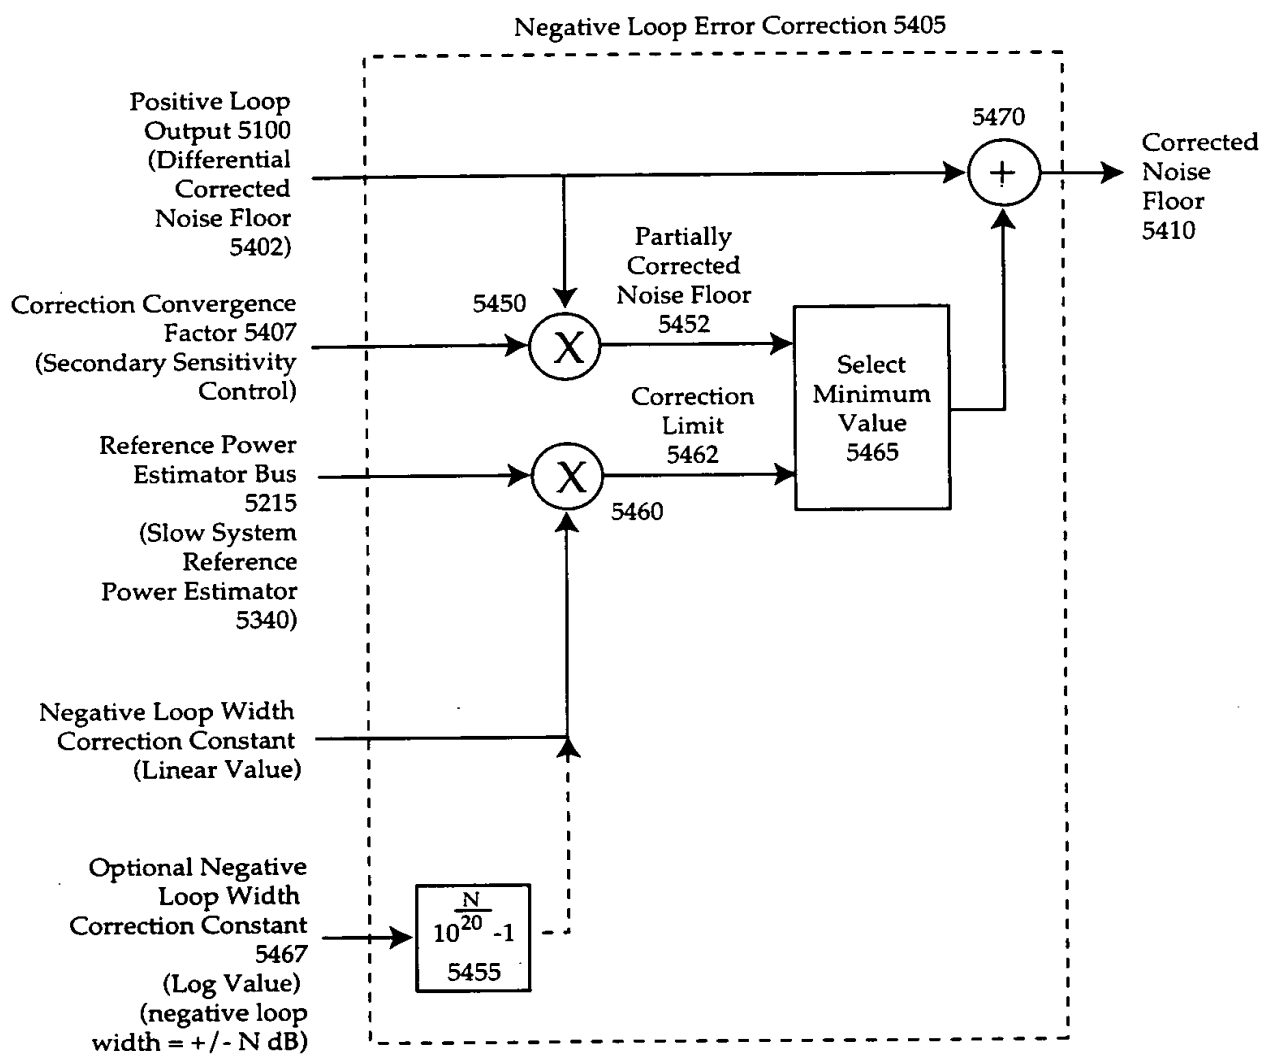 Negative Loop Error Correction 5405
Positive Loop
Output 5100
(Differential
Corrected
Noise Floor
5402)
5470
+
Corrected
Noise
Floor
5410
Partially
Corrected
Noise Floor
5452
Correction Convergence
Factor 5407
(Secondary Sensitivity
Control)
5450
X
Select
Minimum
Value
5465
Correction
Limit
5462
Reference Power
Estimator Bus
5215
(Slow System
Reference
Power Estimator
5340)
X
5460
Negative Loop Width
Correction Constant
(Linear Value)
Optional Negative
Loop Width
Correction Constant
5467
(Log Value)
(negative loop
width = +/- N dB)
N
10 20 -1
5455